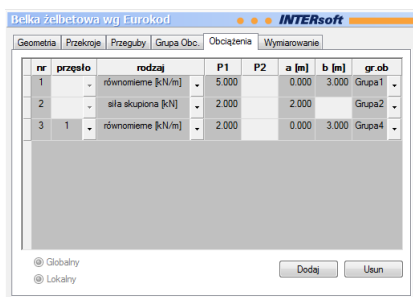 Belka żelbetowa wg Eurokod INTERsoft
Geometria Przekroje Przeguby Grupa Obc. Obciążenia Wymiarowanie
nr przęsło rodzaj P1 P2 a [m] b [m] gr.ob
1 równomierne [kN/m] 5.000 0.000 3.000 Grupa1
2 siła skupiona [kN] 2.000 2.000 Grupa2
3 1 równomierne [kN/m] 2.000 0.000 3.000 Grupa4
Globalny
Lokalny
Dodaj Usun